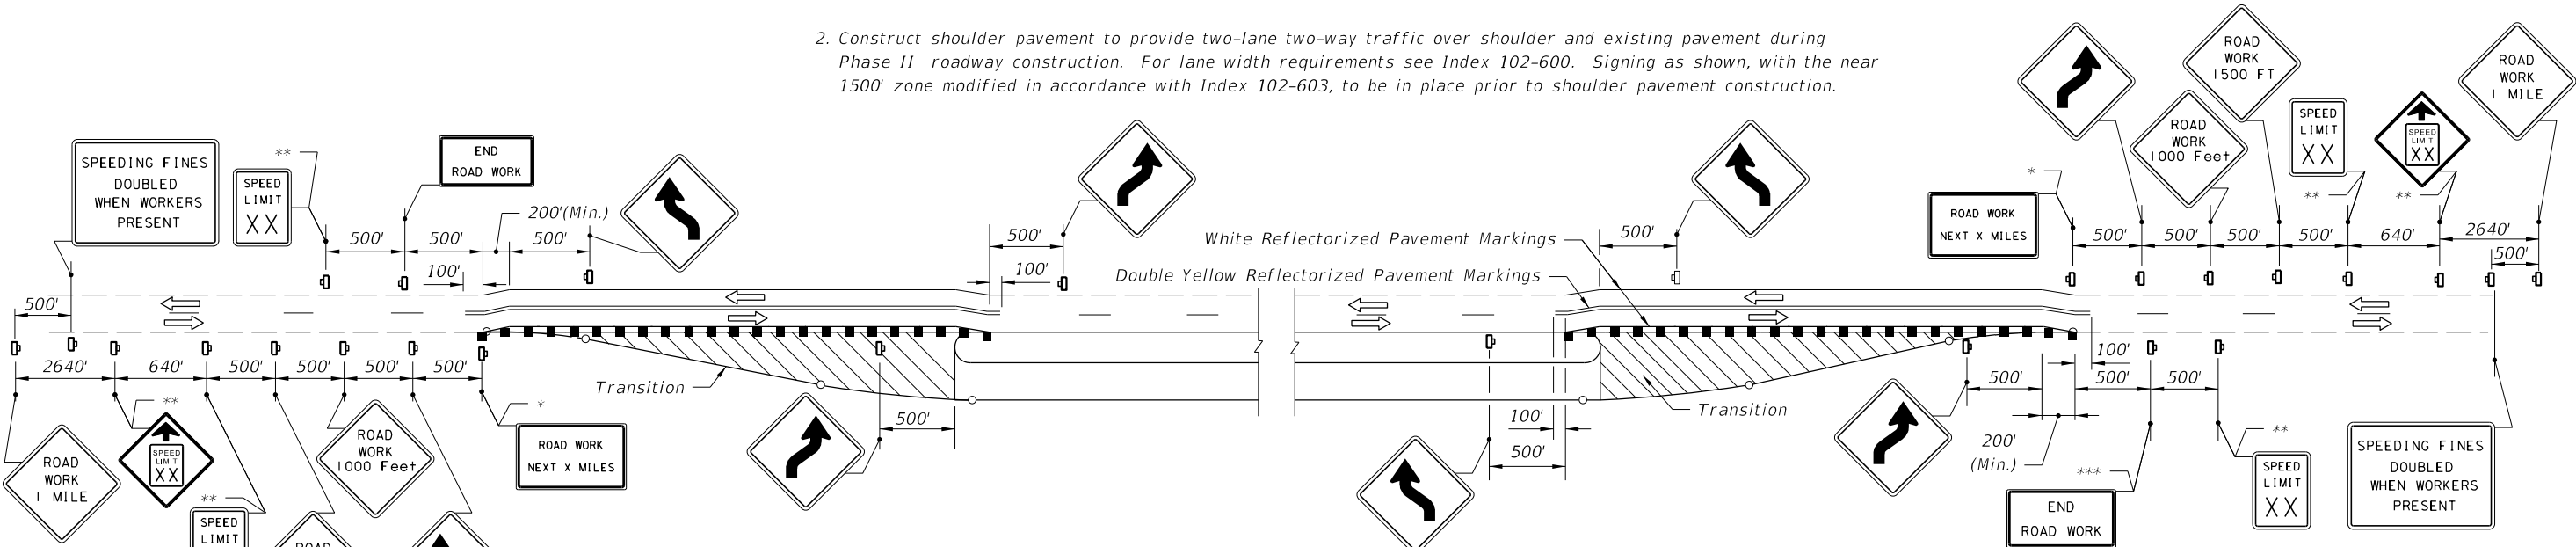 2. Construct shoulder pavement to provide two-lane two-way traffic over shoulder and existing pavement during
Phase II roadway construction. For lane width requirements see Index 102-600. Signing as shown, with the near
1500' zone modified in accordance with Index 102-603, to be in place prior to shoulder pavement construction.
SPEEDING FINES
DOUBLED
WHEN WORKERS
PRESENT
**
SPEED
LIMIT
XX
END
ROAD WORK
200'(Min.)
500'
500'
500'
100'
500'
500'
100'
White Reflectorized Pavement Markings
Double Yellow Reflectorized Pavement Markings
500'
*
ROAD WORK
NEXT X MILES
ROAD
WORK
1000 Feet
ROAD
WORK
1500 FT
SPEED
LIMIT
XX
**
SPEED
LIMIT
XX
**
ROAD
WORK
1 MILE
500'
500'
500'
500'
640'
2640'
500'
2640'
640'
500'
500'
500'
500'
ROAD
WORK
1 MILE
**
SPEED
LIMIT
XX
**
SPEED
LIMIT
ROAD
WORK
1000 Feet
ROAD
*
ROAD WORK
NEXT X MILES
Transition
500'
100'
500'
Transition
500'
200'
(Min.)
100'
500'
500'
***
END
ROAD WORK
**
SPEED
LIMIT
XX
SPEEDING FINES
DOUBLED
WHEN WORKERS
PRESENT